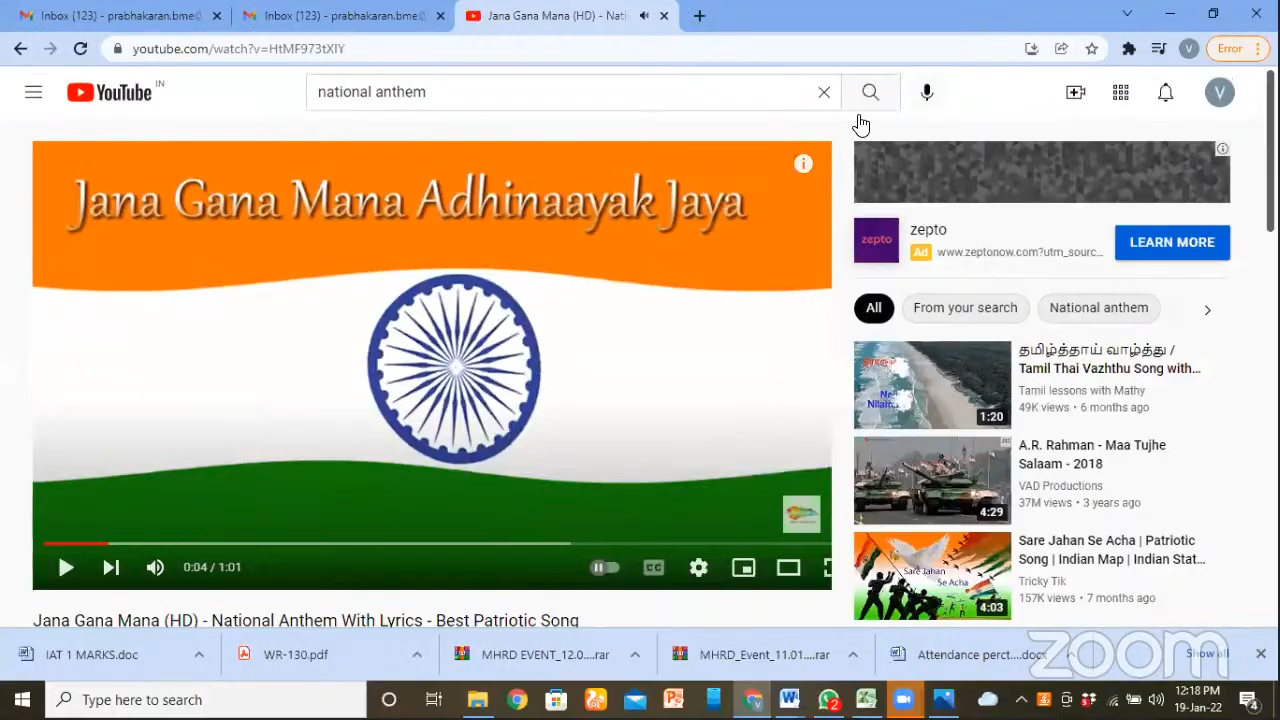 Inbox (123) - prabhakaran.bme@
Inbox (123) - prabhakaran.bme@
Jana Gana Mana (HD) - Nati
youtube.com/watch?v=HtMF973tXIY
V
Error
YouTube IN
national anthem
V
Jana Gana Mana Adhinaayak Jaya
zepto
zepto
Ad www.zeptonow.com?utm_sourc...
LEARN MORE
All
From your search
National anthem
தமிழ்த்தாய் வாழ்த்து /
Tamil Thai Vazhthu Song with...
Tamil lessons with Mathy
49K views • 6 months ago
1:20
A.R. Rahman - Maa Tujhe
Salaam - 2018
VAD Productions
37M views • 3 years ago
4:29
Sare Jahan Se Acha | Patriotic
Song | Indian Map | Indian Stat...
Tricky Tik
157K views • 7 months ago
Sare Jahan
Se Acha
4:03
0:04 / 1:01
CC
Jana Gana Mana (HD) - National Anthem With Lyrics - Best Patriotic Song
IAT 1 MARKS.doc
WR-130.pdf
MHRD EVENT_12.0....rar
MHRD_Event_11.01....rar
Attendance perct....docx
Show all
zoom
Type here to search
2
12:18 PM
19-Jan-22
4